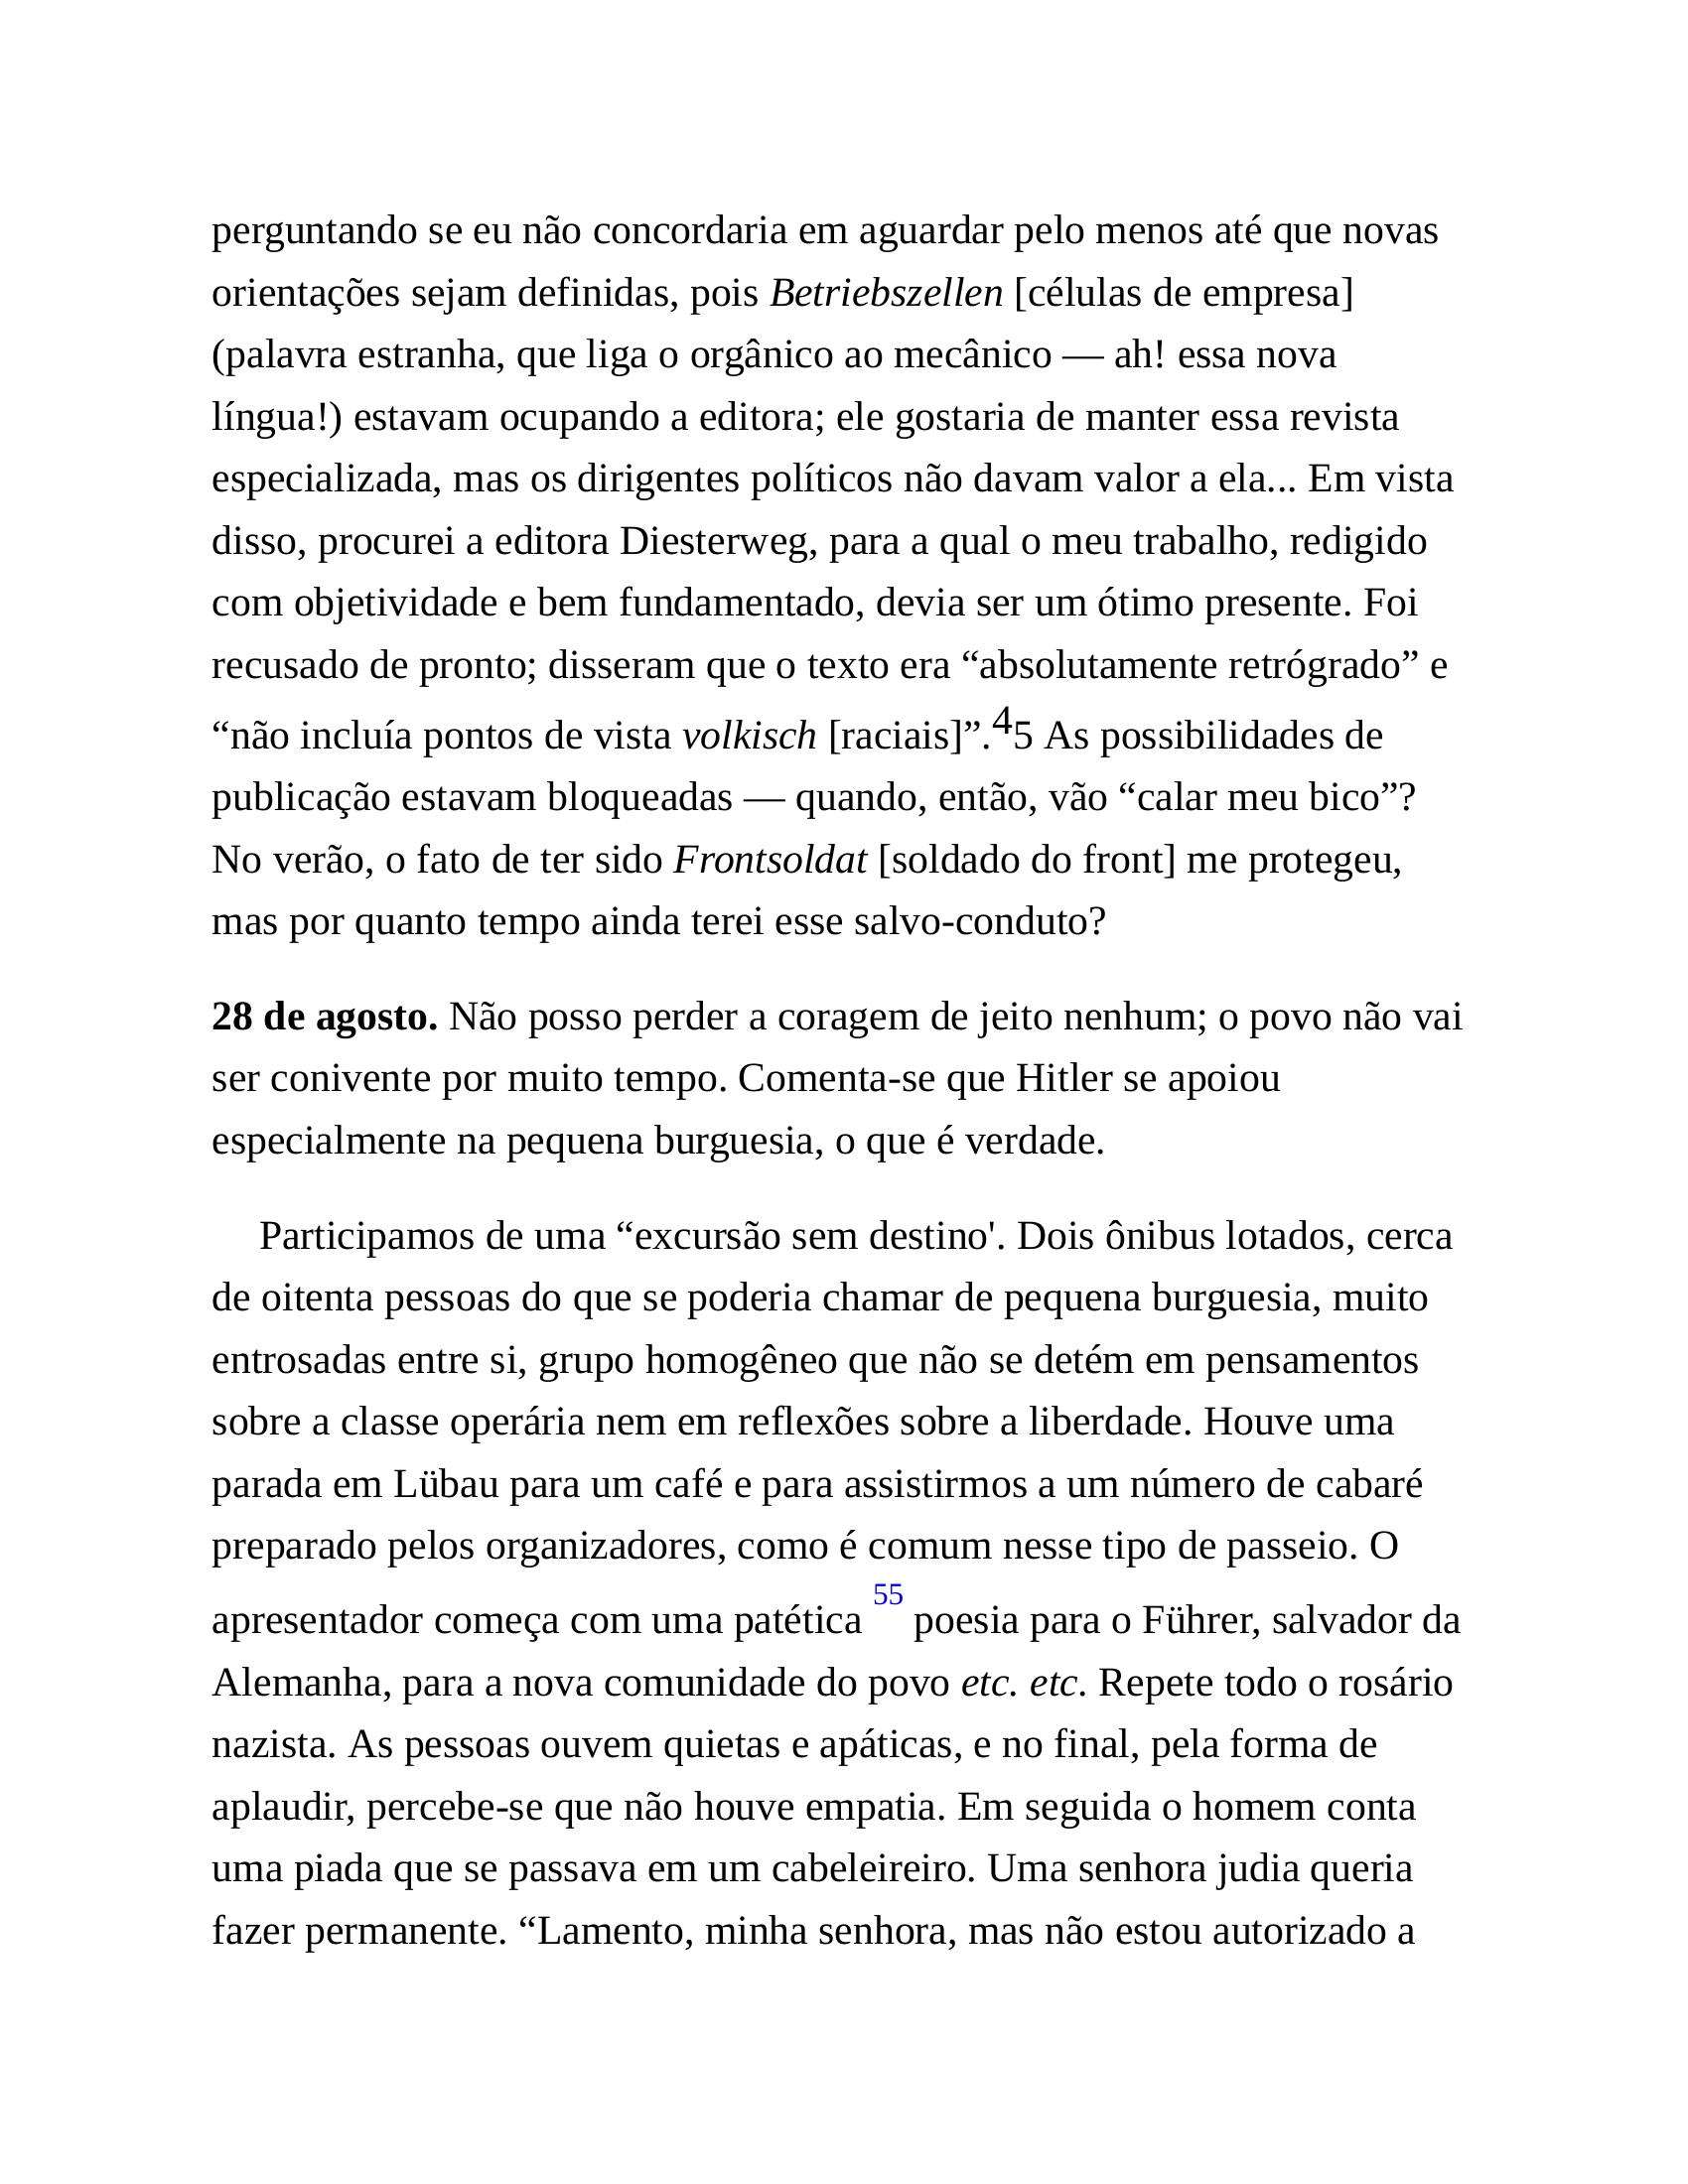 perguntando se eu não concordaria em aguardar pelo menos até que novas
orientações sejam definidas, pois Betriebszellen [células de empresa]
(palavra estranha, que liga o orgânico ao mecânico — ah! essa nova
língua!) estavam ocupando a editora; ele gostaria de manter essa revista
especializada, mas os dirigentes políticos não davam valor a ela... Em vista
disso, procurei a editora Diesterweg, para a qual o meu trabalho, redigido
com objetividade e bem fundamentado, devia ser um ótimo presente. Foi
recusado de pronto; disseram que o texto era “absolutamente retrógrado” e
“não incluía pontos de vista volkisch [raciais]”.45 As possibilidades de
publicação estavam bloqueadas — quando, então, vão “calar meu bico”?
No verão, o fato de ter sido Frontsoldat [soldado do front] me protegeu,
mas por quanto tempo ainda terei esse salvo-conduto?
28 de agosto. Não posso perder a coragem de jeito nenhum; o povo não vai
ser conivente por muito tempo. Comenta-se que Hitler se apoiou
especialmente na pequena burguesia, o que é verdade.
Participamos de uma “excursão sem destino'. Dois ônibus lotados, cerca
de oitenta pessoas do que se poderia chamar de pequena burguesia, muito
entrosadas entre si, grupo homogêneo que não se detém em pensamentos
sobre a classe operária nem em reflexões sobre a liberdade. Houve uma
parada em Lübau para um café e para assistirmos a um número de cabaré
preparado pelos organizadores, como é comum nesse tipo de passeio. O
apresentador começa com uma patética 55 poesia para o Führer, salvador da
Alemanha, para a nova comunidade do povo etc. etc. Repete todo o rosário
nazista. As pessoas ouvem quietas e apáticas, e no final, pela forma de
aplaudir, percebe-se que não houve empatia. Em seguida o homem conta
uma piada que se passava em um cabeleireiro. Uma senhora judia queria
fazer permanente. “Lamento, minha senhora, mas não estou autorizado a